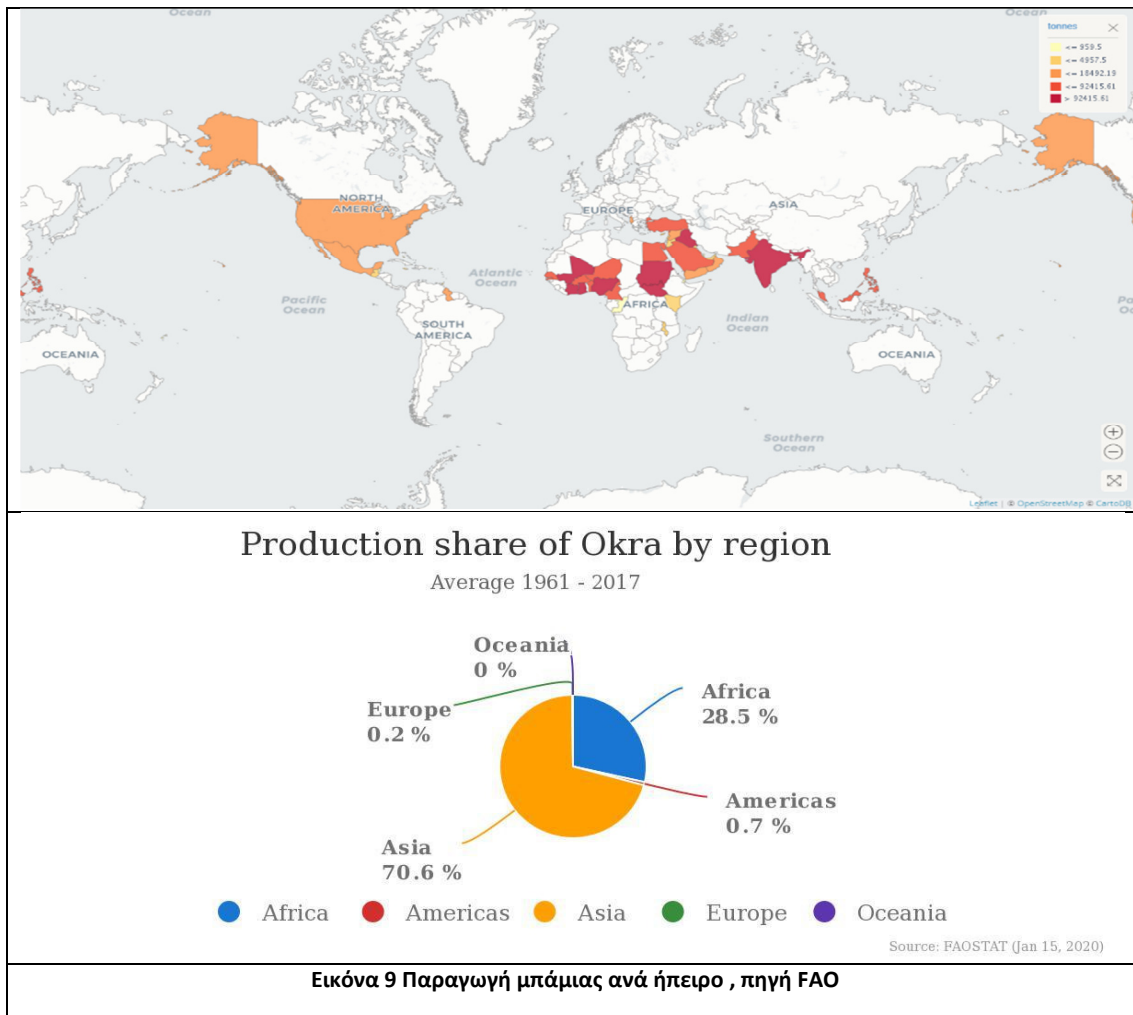 Ocean
Ocean
tonnes
<= 959.5
<= 4957.5
<= 18492.19
<= 92415.61
> 92415.61
NORTH
AMERICA
EUROPE
ASIA
Atlantic
Ocean
Pacific
Ocean
AFRICA
Indian
Ocean
Pa
Oc
SOUTH
AMERICA
OCEANIA
OCEANIA
Southern
Ocean
Leaflet | © OpenStreetMap © CartoDB
Production share of Okra by region
Average 1961 - 2017
Oceania
0 %
Africa
28.5 %
Europe
0.2 %
Americas
0.7 %
Asia
70.6 %
Africa Americas Asia Europe Oceania
Source: FAOSTAT (Jan 15, 2020)
Εικόνα 9 Παραγωγή μπάμιας ανά ήπειρο , πηγή FAO